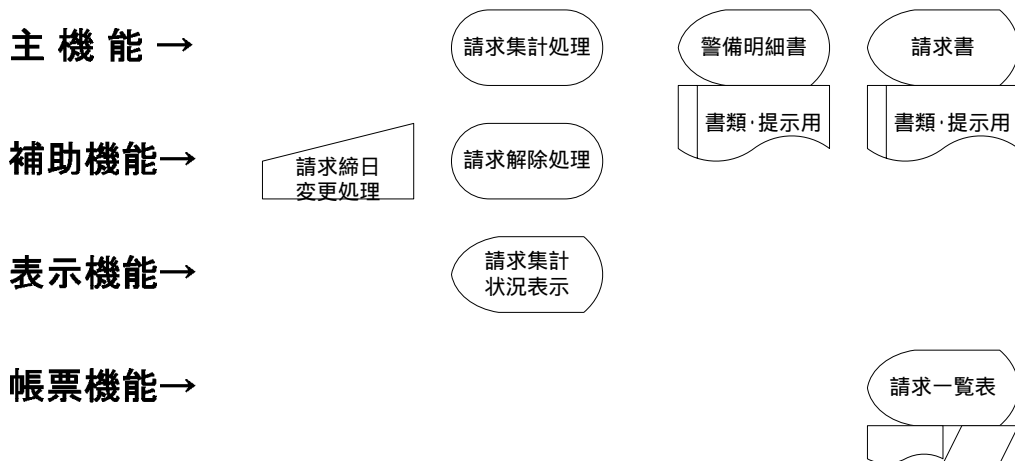 主 機 能 →
請求集計処理
警備明細書
請求書
書類・提示用
書類・提示用
補助機能→
請求締日
変更処理
請求解除処理
表示機能→
請求集計
状況表示
帳票機能→
請求一覧表